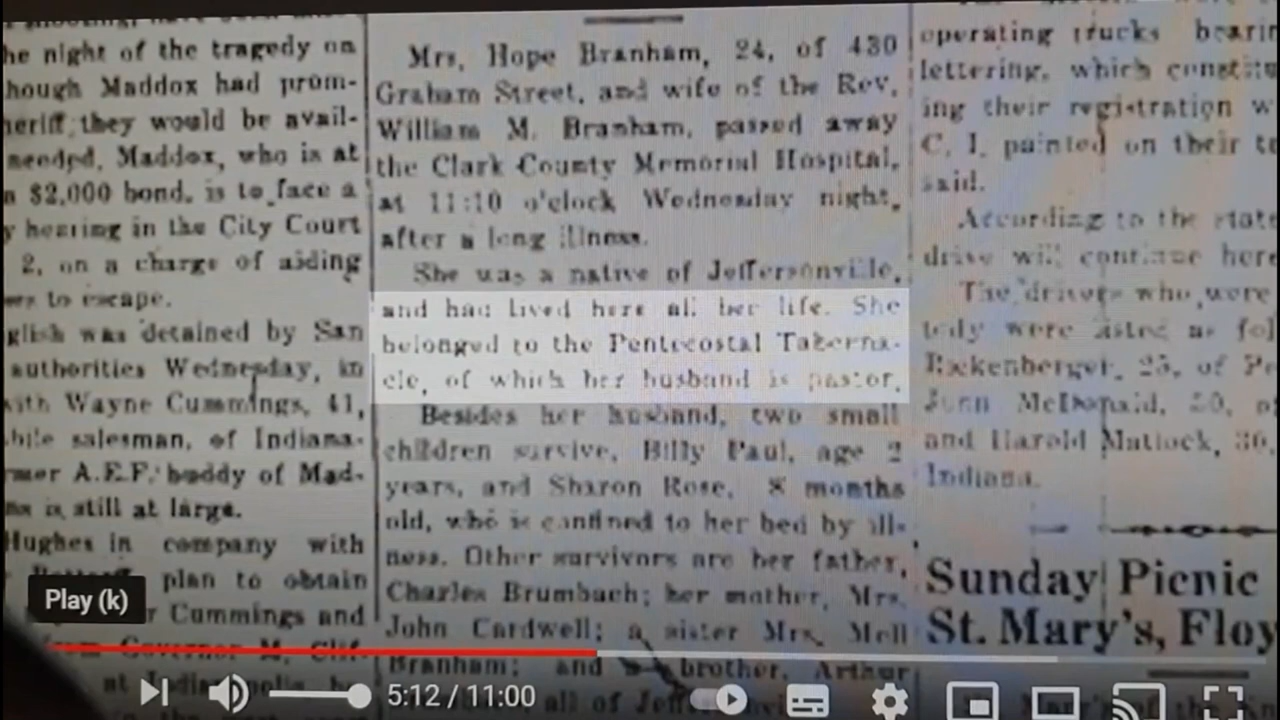 he night of the tragedy on
hough Maddox had prom-
heriff they would be avail-
needed. Maddox, who is at
$2,000 bond, is to face a
y hearing in the City Court
2, on a charge of aiding
to escape.
glish was detained by San
authorities Wednesday, in
with Wayne Cummings, 41,
bile salesman, of Indiana-
rmer A.E.F. buddy of Mad-
is still at large.
Hughes in company with
plan to obtain
r Cummings and
from Governor M. Clif-
at Indianapolis, he
Mrs. Hope Branham, 24, of 430
Graham Street, and wife of the Rev.
William M. Branham, passed away
the Clark County Memorial Hospital,
at 11:10 o'clock Wednesday night,
after a long illness.
She was a native of Jeffersonville,
and had lived here all her life. She
belonged to the Pentecostal Taberna-
cle, of which her husband is pastor.
Besides her husband, two small
children survive, Billy Paul, age 2
years, and Sharon Rose, 8 months
old, who is confined to her bed by ill-
ness. Other survivors are her father,
Charles Brumbach; her mother, Mrs.
John Cardwell; a sister Mrs. Mell
Branham; and brother, Arthur
all of
operating trucks bearin
lettering, which constitu
ing their registration w
C. I. painted on their
said.
According to the state
drive will continue here
The drivers who were
were listed as fol
25, of
McDonald, 20,
and Harold Matlock, 36,
Indiana.
Sunday Picnic
St. Mary's, Floy
Play (k)
5:12 / 11:00